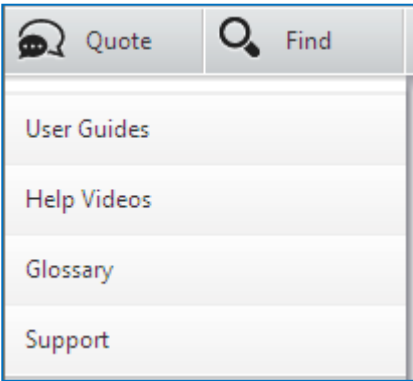 Quote Find
User Guides
Help Videos
Glossary
Support